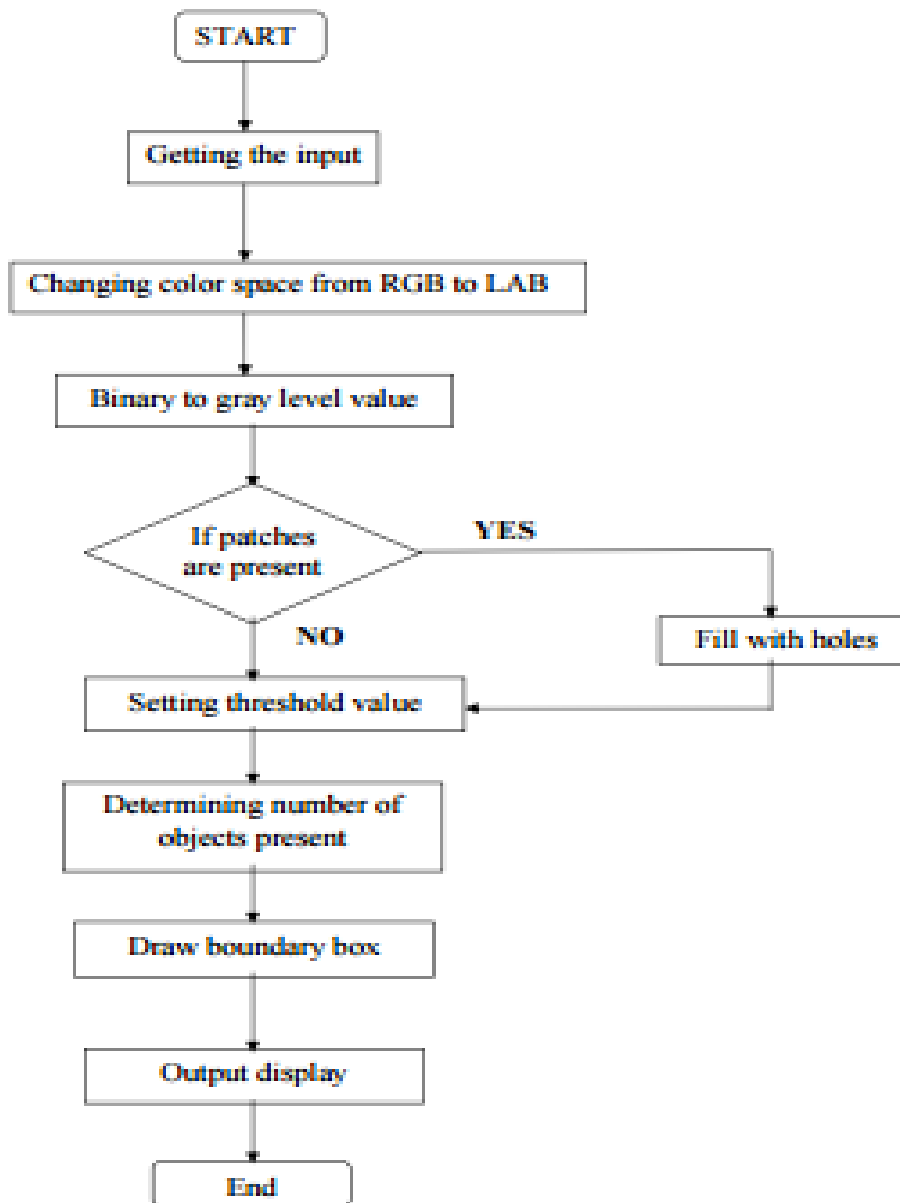 START
Getting the input
Changing color space from RGB to LAB
Binary to gray level value
If patches
are present
YES
NO
Fill with holes
Setting threshold value
Determining number of
objects present
Draw boundary box
Output display
End